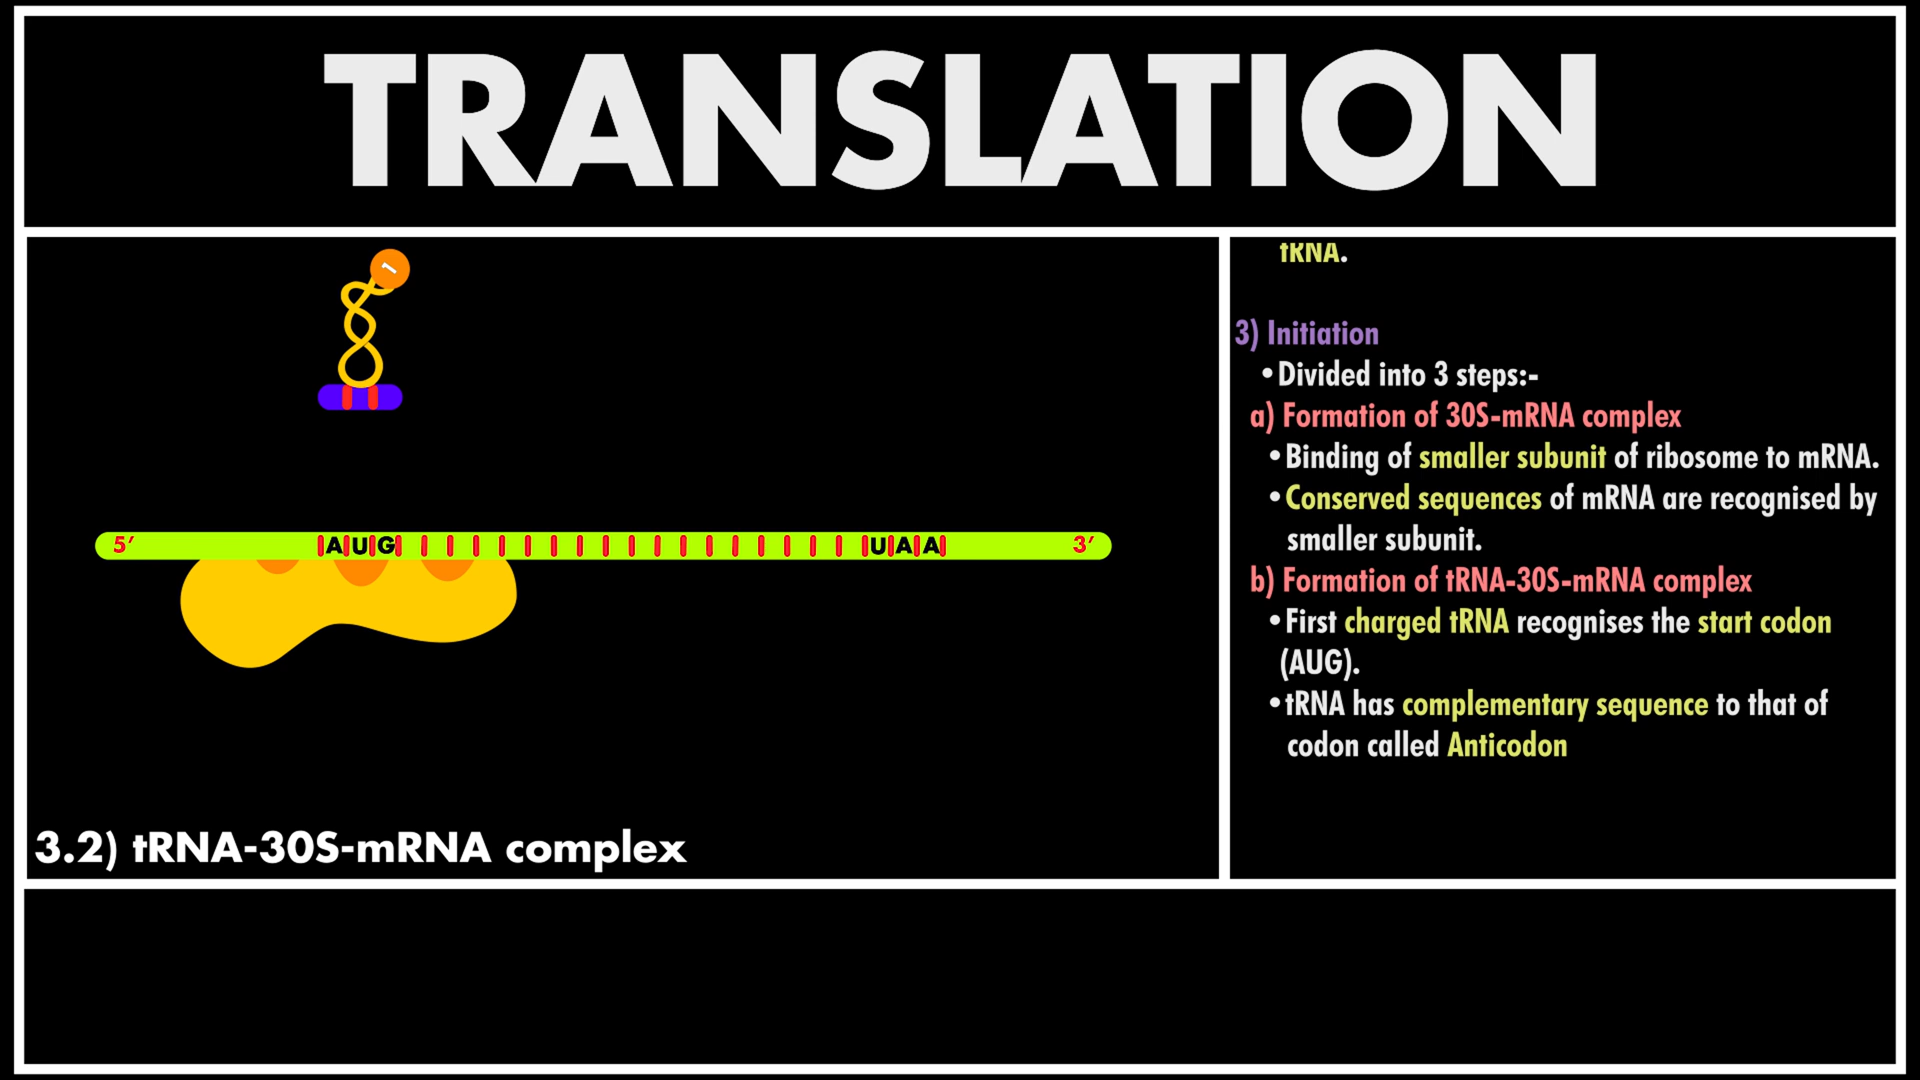 TRANSLATION
1
5′ AUG UAA 3′
3.2) tRNA-30S-mRNA complex
tRNA.
3) Initiation
•Divided into 3 steps:-
a) Formation of 30S-mRNA complex
•Binding of smaller subunit of ribosome to mRNA.
•Conserved sequences of mRNA are recognised by
smaller subunit.
b) Formation of tRNA-30S-mRNA complex
•First charged tRNA recognises the start codon
(AUG).
•tRNA has complementary sequence to that of
codon called Anticodon